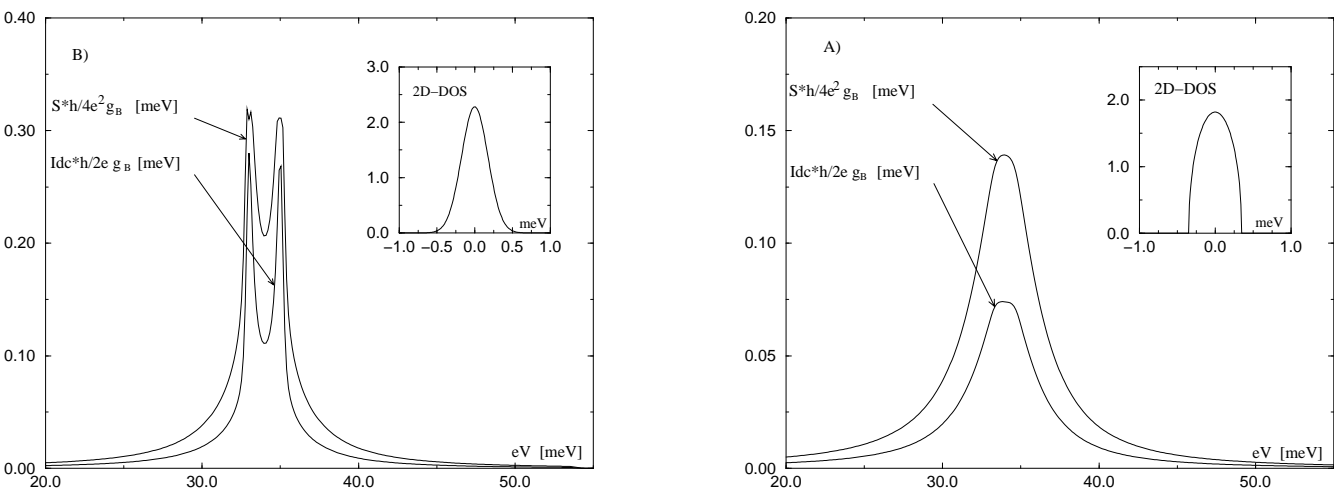 0.40
0.30
0.20
0.10
0.00
20.0 30.0 40.0 50.0
eV [meV]
B)
S*h/4e² g_B [meV]
Idc*h/2e g_B [meV]
3.0
2.0
1.0
0.0
−1.0 −0.5 0.0 0.5 1.0
2D−DOS
meV
0.20
0.15
0.10
0.05
0.00
20.0 30.0 40.0 50.0
eV [meV]
A)
S*h/4e² g_B [meV]
Idc*h/2e g_B [meV]
2.0
1.0
0.0
−1.0 0.0 1.0
2D−DOS
meV